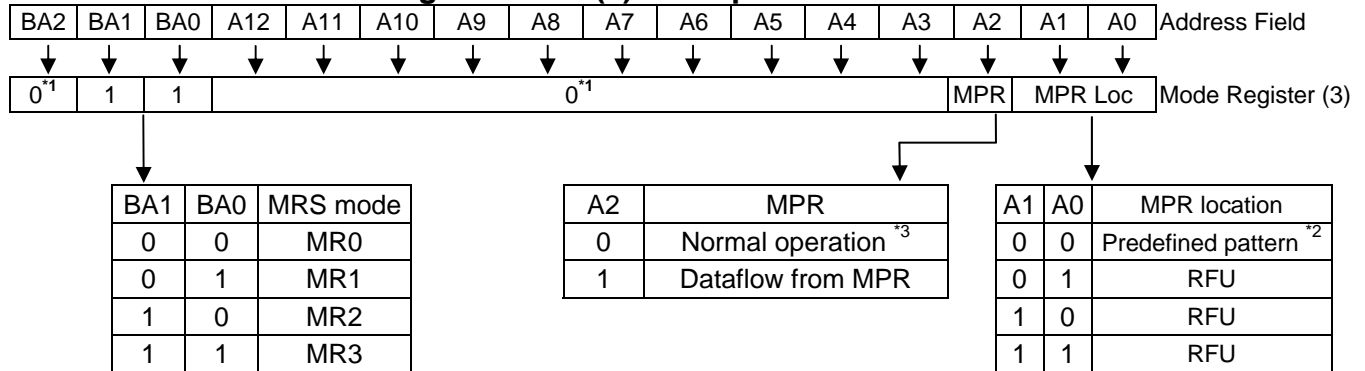 BA2 BA1 BA0 A12 A11 A10 A9 A8 A7 A6 A5 A4 A3 A2 A1 A0 Address Field
0*1 1 1 0*1 MPR MPR Loc Mode Register (3)
BA1 BA0 MRS mode
0 0 MR0
0 1 MR1
1 0 MR2
1 1 MR3
A2 MPR
0 Normal operation *3
1 Dataflow from MPR
A1 A0 MPR location
0 0 Predefined pattern *2
0 1 RFU
1 0 RFU
1 1 RFU